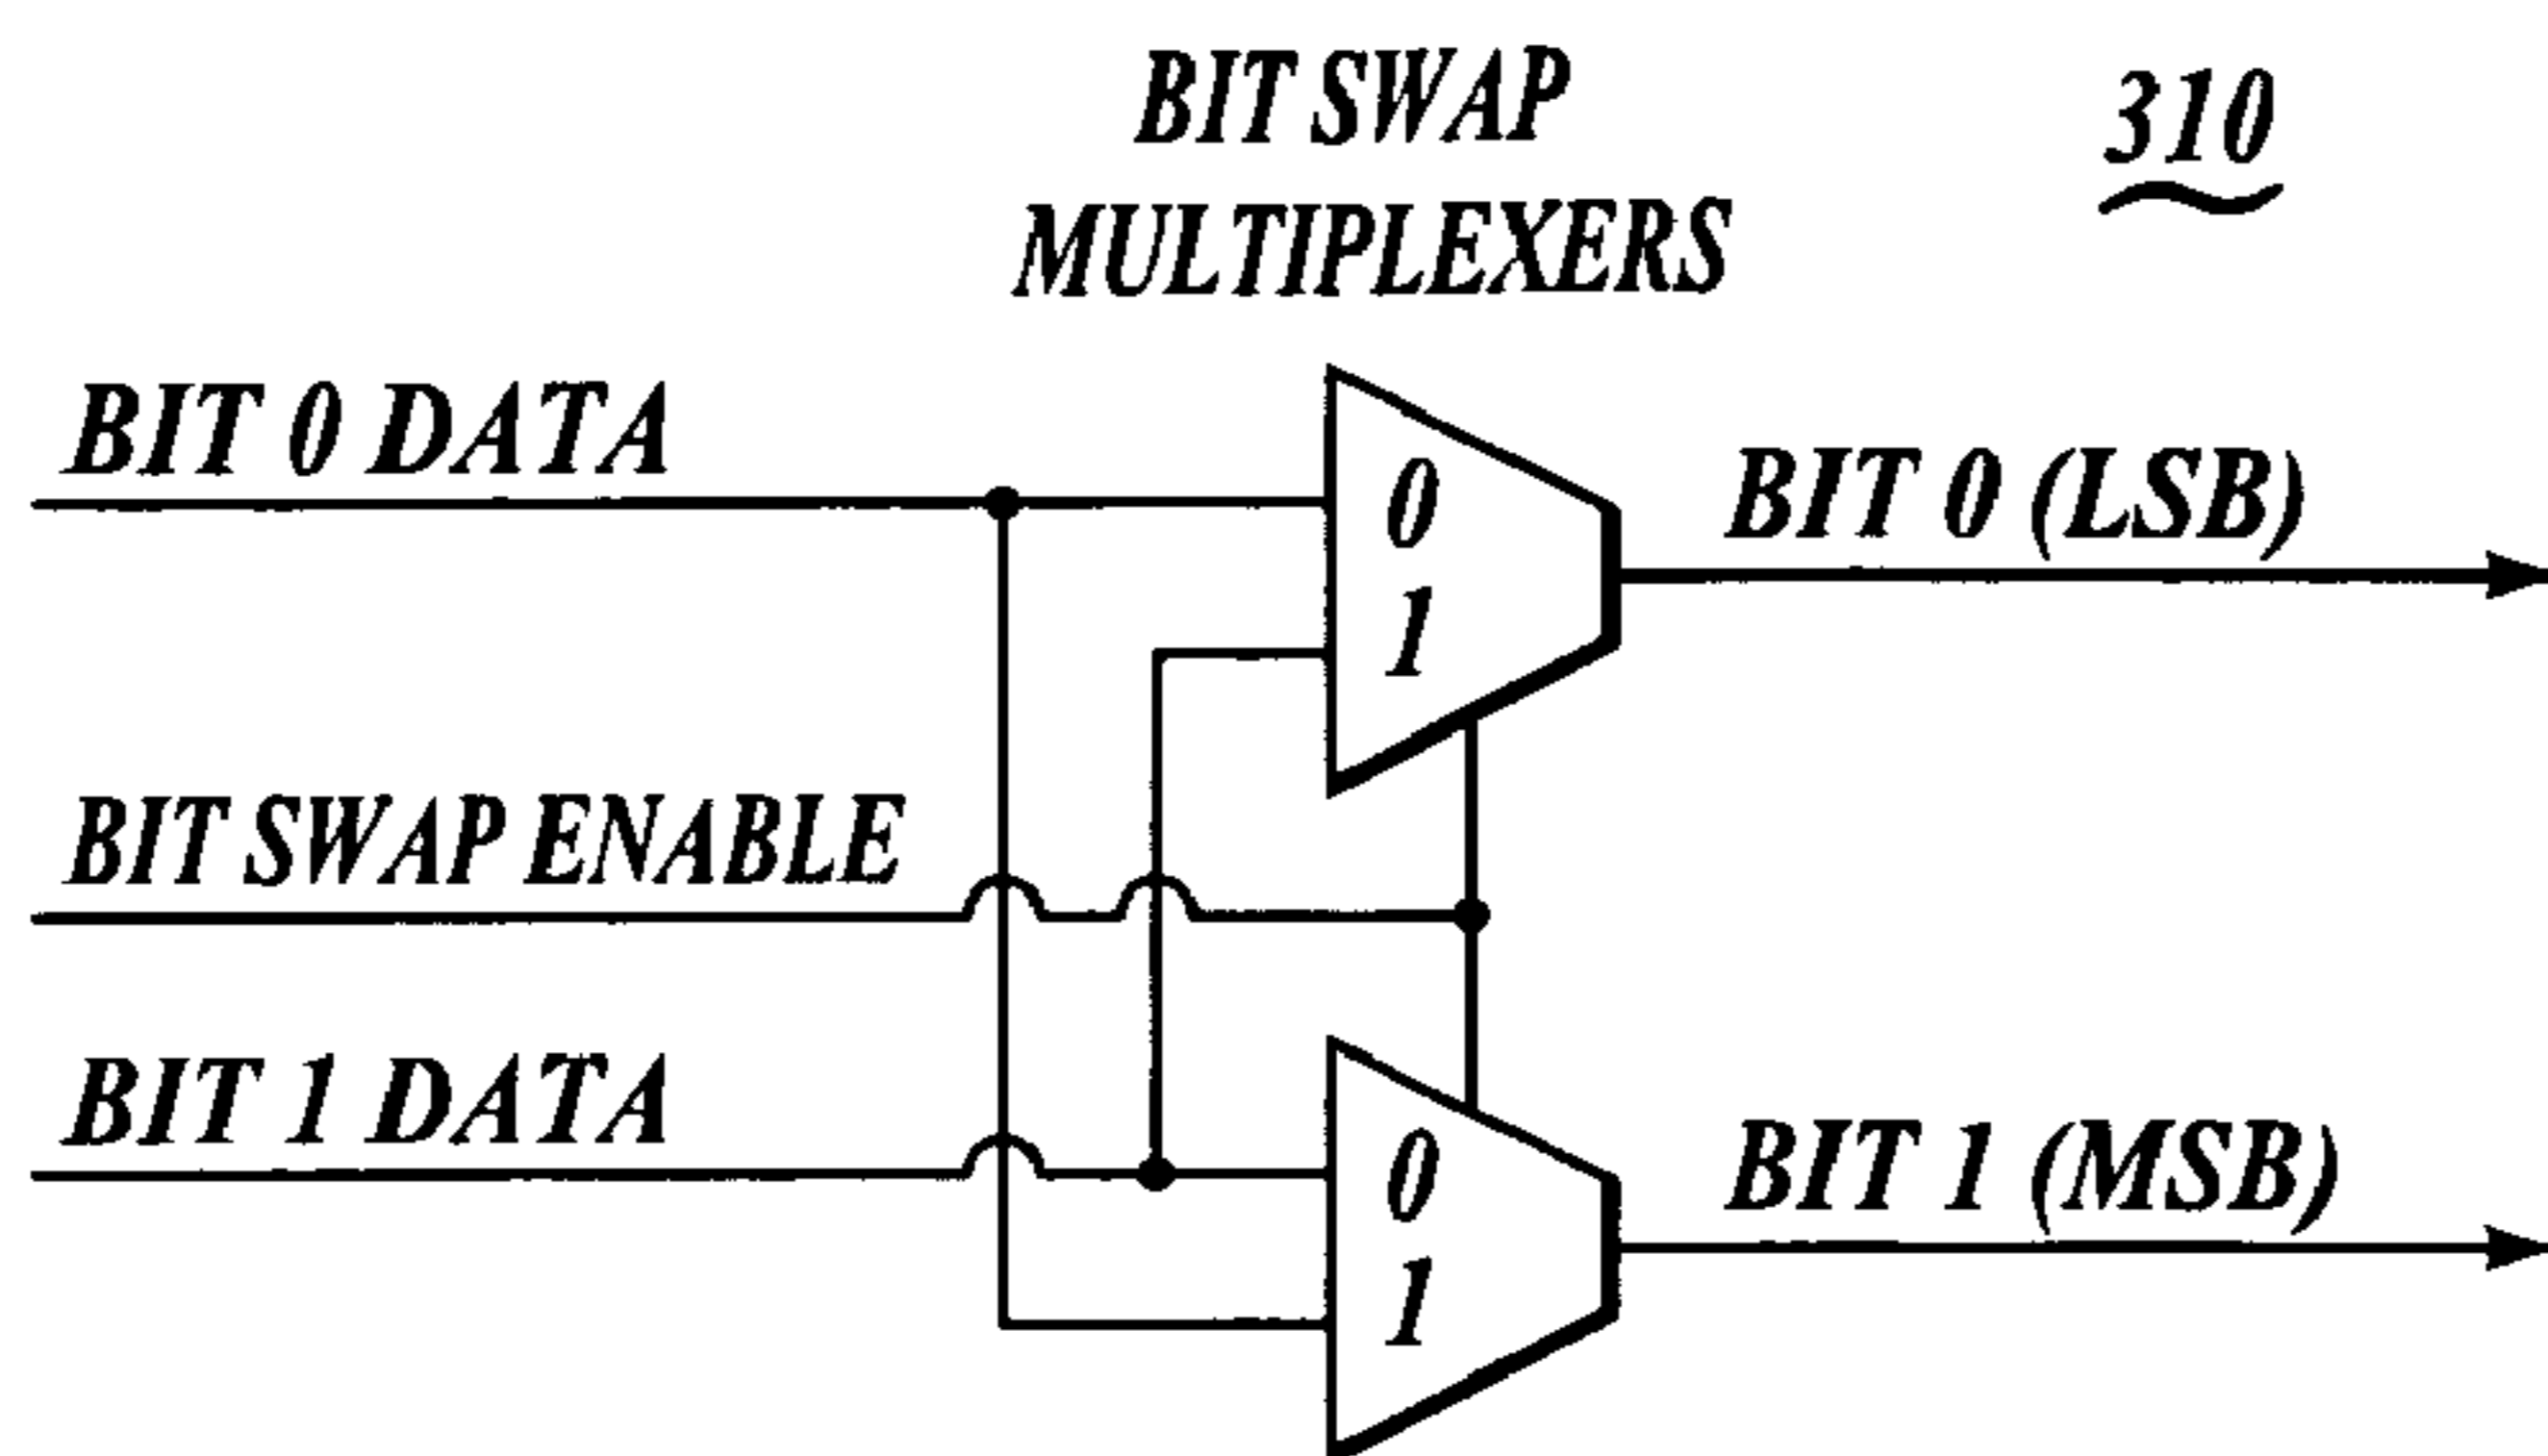 BIT SWAP
MULTIPLEXERS
310
BIT 0 DATA
0
1
BIT 0 (LSB)
BIT SWAP ENABLE
BIT 1 DATA
0
1
BIT 1 (MSB)